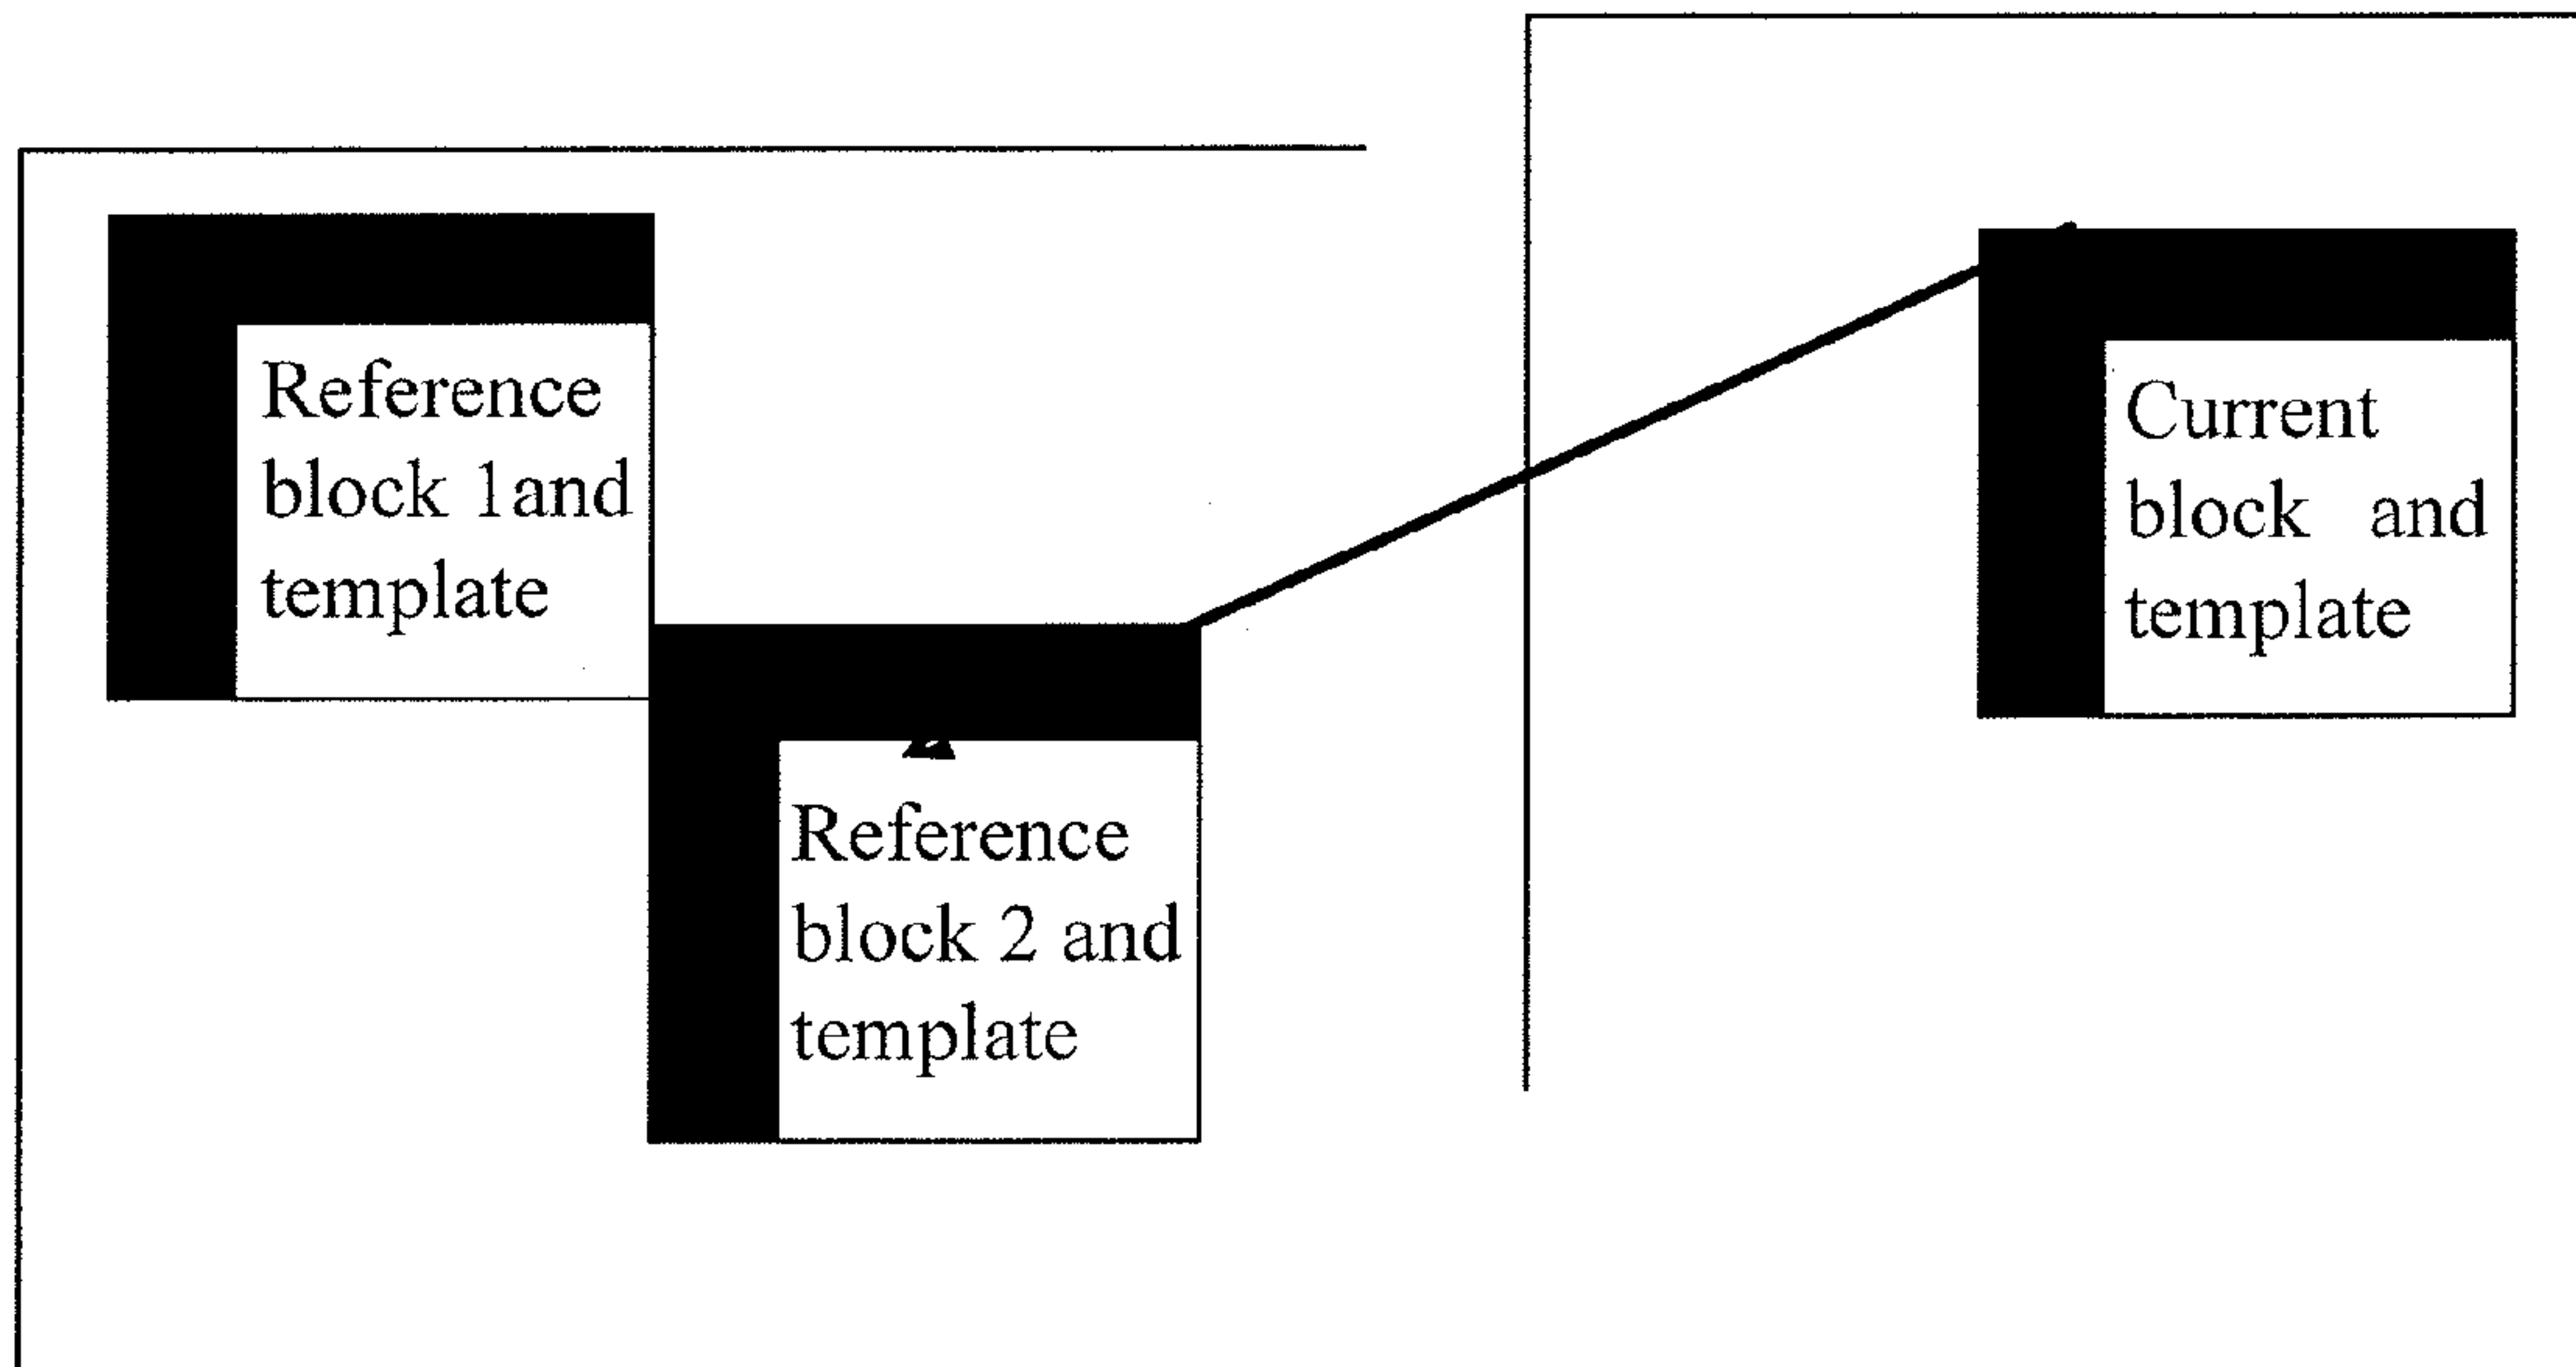 Reference
block 1and
template
Reference
block 2 and
template
Current
block and
template